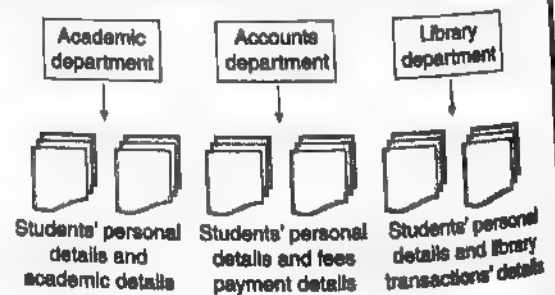 Academic
department
Accounts
department
Library
department
Students' personal
details and
academic details
Students' personal
details and fees
payment details
Students' personal
details and library
transactions' details